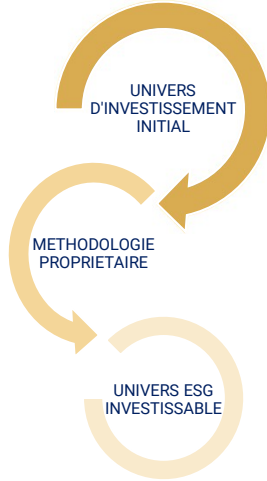 UNIVERS
D'INVESTISSEMENT
INITIAL
METHODOLOGIE
PROPRIETAIRE
UNIVERS ESG
INVESTISSABLE